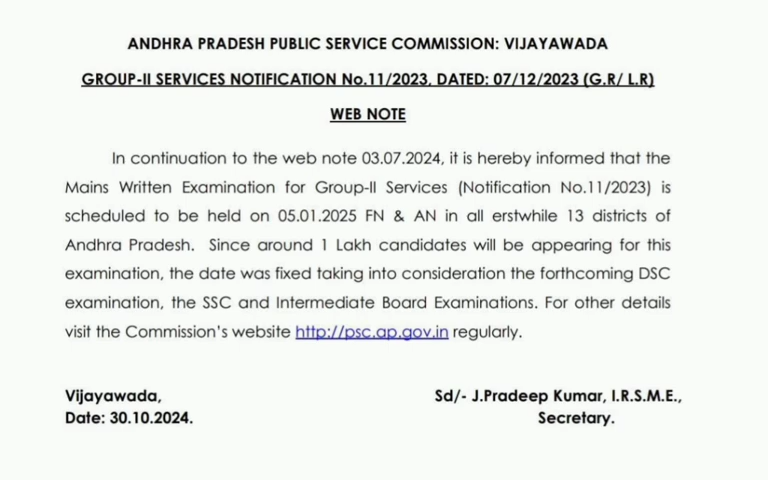 ANDHRA PRADESH PUBLIC SERVICE COMMISSION: VIJAYAWADA
GROUP-II SERVICES NOTIFICATION No.11/2023, DATED: 07/12/2023 (G.R/ L.R)
WEB NOTE
In continuation to the web note 03.07.2024, it is hereby informed that the
Mains Written Examination for Group-II Services (Notification No.11/2023) is
scheduled to be held on 05.01.2025 FN & AN in all erstwhile 13 districts of
Andhra Pradesh. Since around 1 Lakh candidates will be appearing for this
examination, the date was fixed taking into consideration the forthcoming DSC
examination, the SSC and Intermediate Board Examinations. For other details
visit the Commission's website http://psc.ap.gov.in regularly.
Vijayawada, Sd/- J.Pradeep Kumar, I.R.S.M.E.,
Date: 30.10.2024. Secretary.